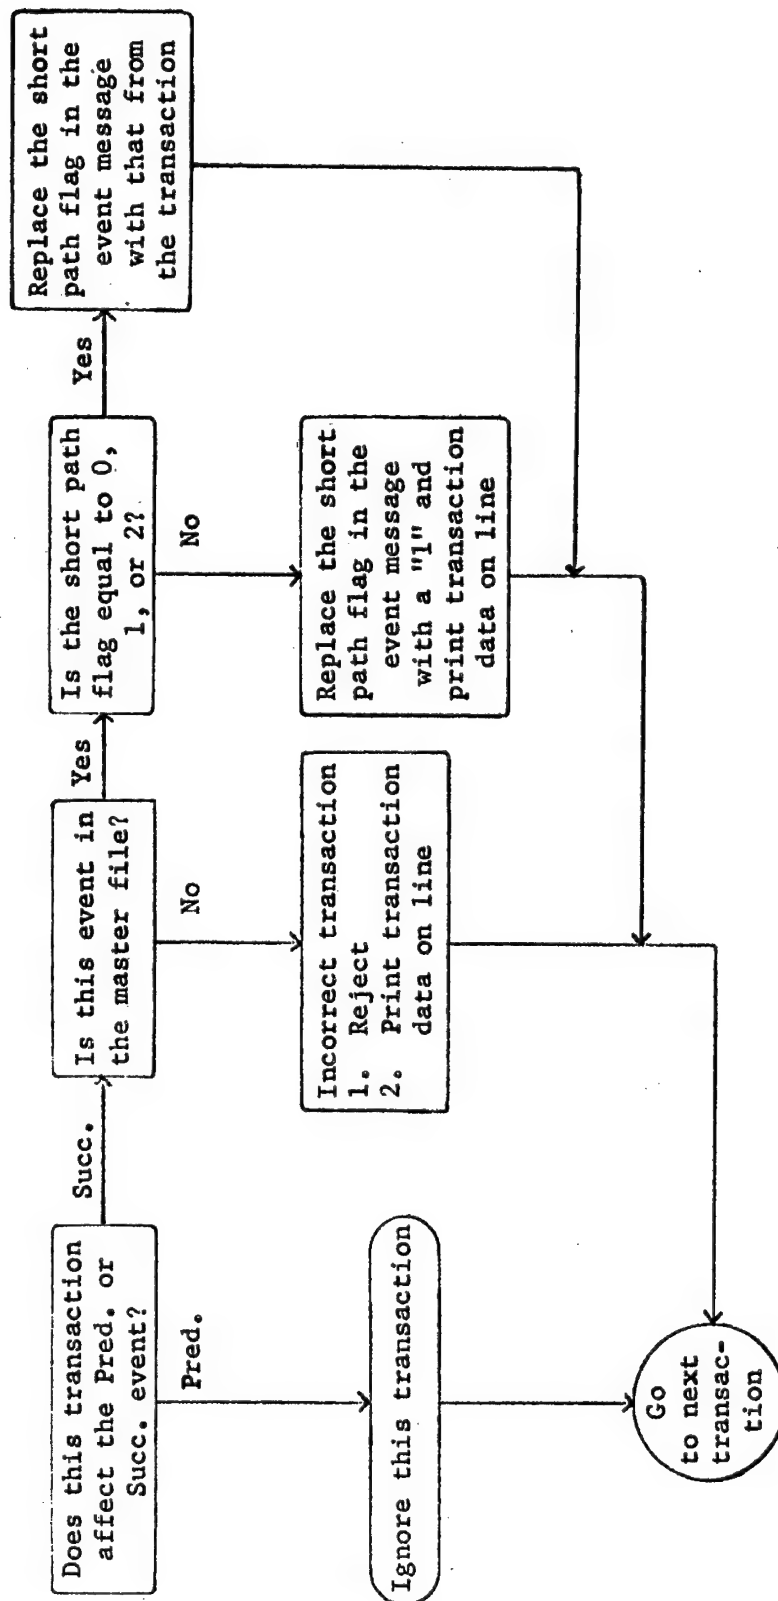 Does this transaction
affect the Pred. or
Succ. event?
Succ.
Pred.
Ignore this transaction
Go
to next
transac-
tion
Is this event in
the master file?
Yes
No
Incorrect transaction
1. Reject
2. Print transaction
data on line
Is the short path
flag equal to 0,
1, or 2?
Yes
No
Replace the short
path flag in the
event message
with a "1" and
print transaction
data on line
Replace the short
path flag in the
event message
with that from
the transaction